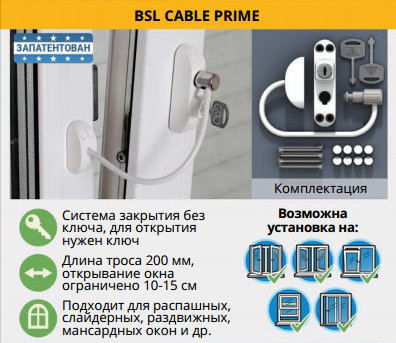 BSL CABLE PRIME
ЗАПАТЕНТОВАН
Комплектация
Система закрытия без
ключа, для открытия
нужен ключ
Длина троса 200 мм,
открывание окна
ограничено 10-15 см
Подходит для распашных,
слайдерных, раздвижных,
мансардных окон и др.
Возможна
установка на: